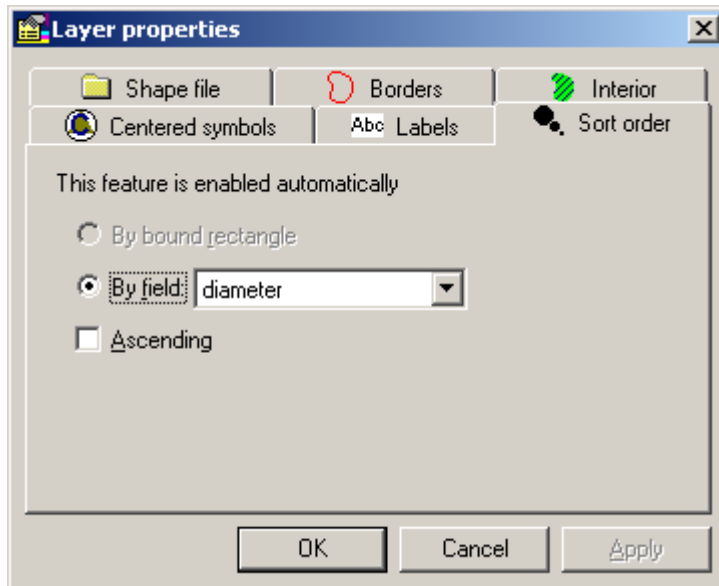 Layer properties
Shape file
Borders
Interior
Centered symbols
Abc Labels
Sort order
This feature is enabled automatically
By bound rectangle
By field: diameter
Ascending
OK
Cancel
Apply